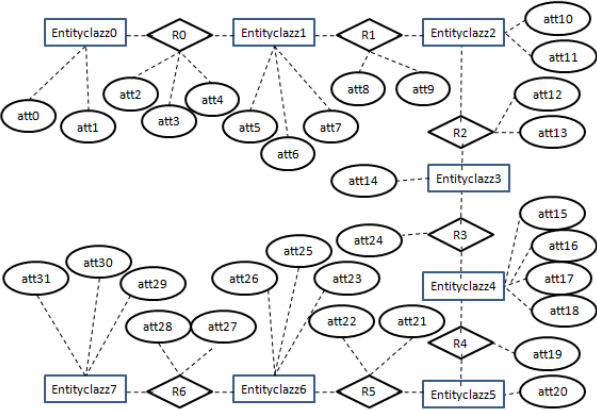 Entityclazz0
R0
Entityclazz1
R1
Entityclazz2
att10
att11
att0
att1
att2
att3
att4
att5
att6
att7
att8
att9
R2
att12
att13
att14
Entityclazz3
att24
R3
att15
att16
att17
att18
Entityclazz4
att31
att30
att29
att28
att27
att26
att25
att23
att22
att21
R4
att19
Entityclazz7
R6
Entityclazz6
R5
Entityclazz5
att20